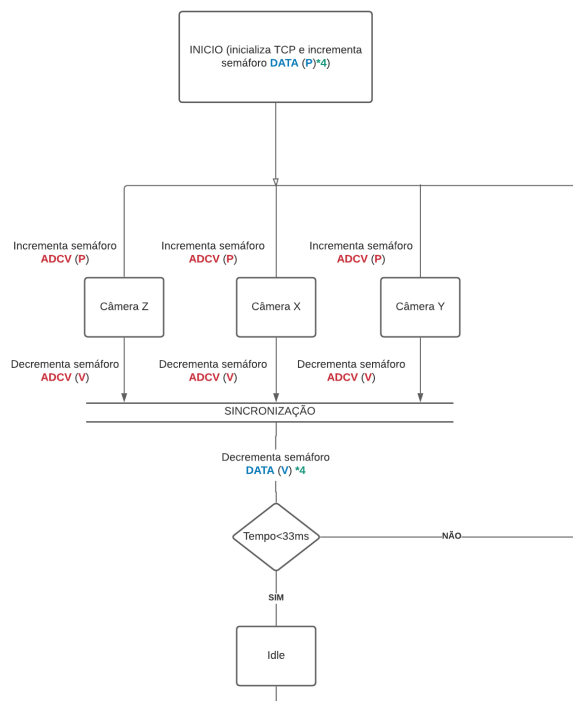 INICIO (inicializa TCP e incrementa
semáforo DATA (P)*4)
Incrementa semáforo
ADCV (P)
Incrementa semáforo
ADCV (P)
Incrementa semáforo
ADCV (P)
Câmera Z
Câmera X
Câmera Y
Decrementa semáforo
ADCV (V)
Decrementa semáforo
ADCV (V)
Decrementa semáforo
ADCV (V)
SINCRONIZAÇÃO
Decrementa semáforo
DATA (V) *4
Tempo<33ms
NÃO
SIM
Idle